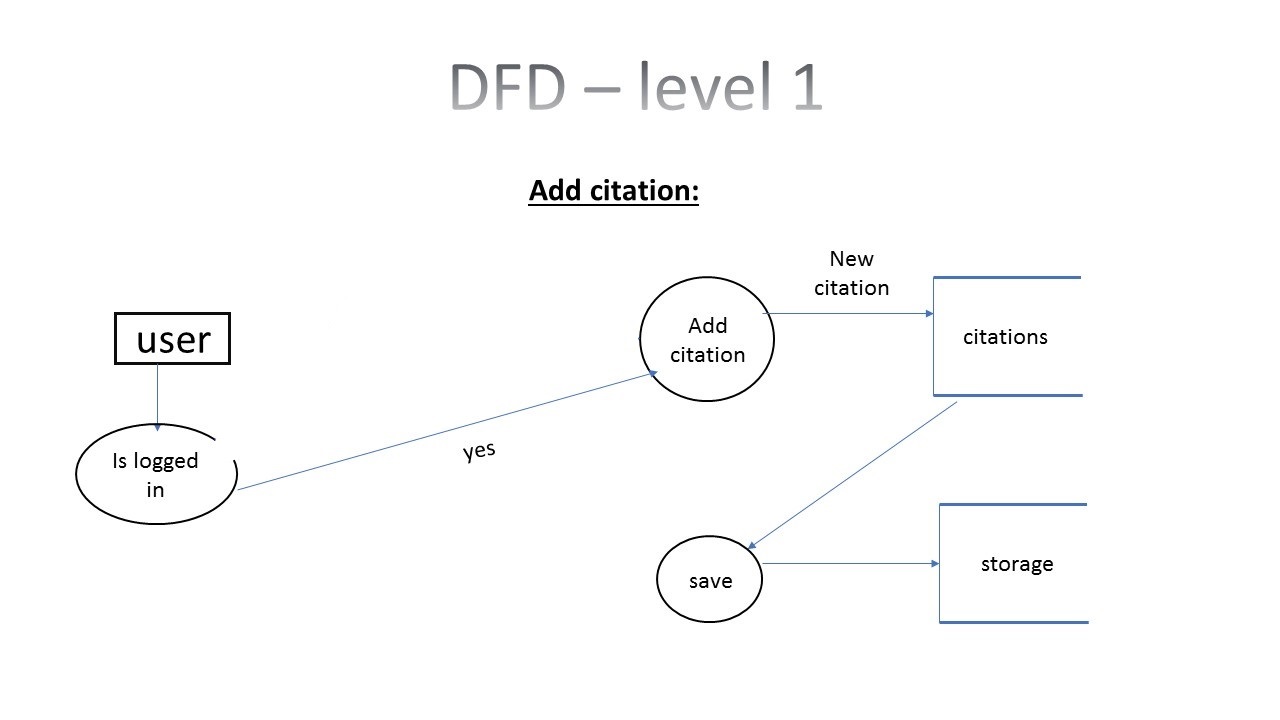 DFD – level 1
Add citation:
New
citation
Add
citation
citations
user
yes
Is logged
in
storage
save